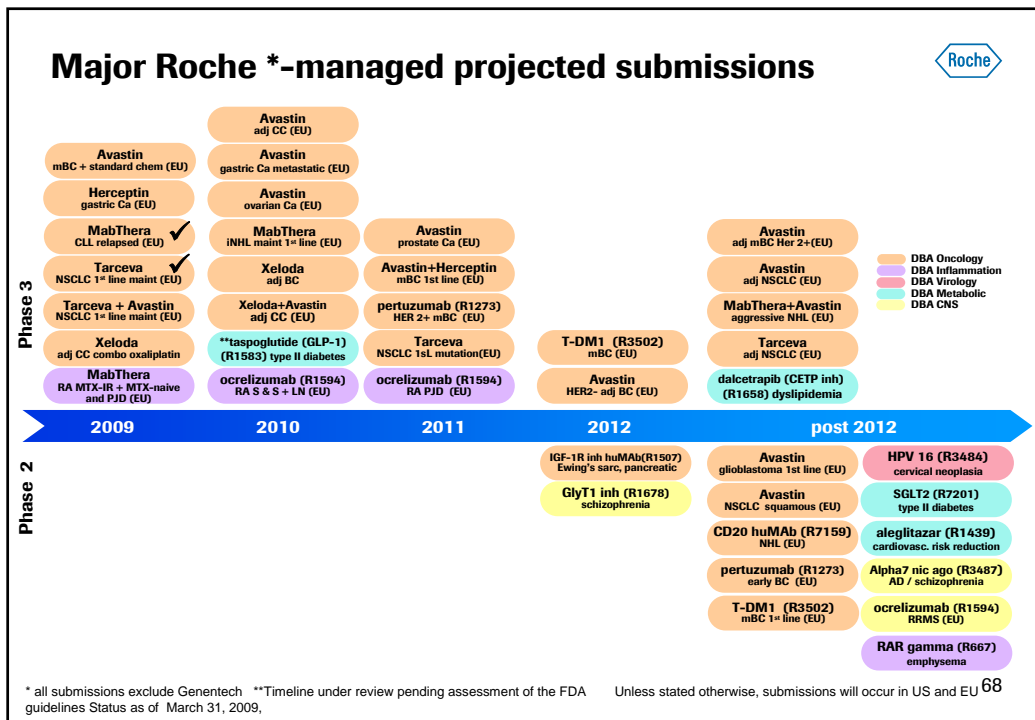 Major Roche *-managed projected submissions
Roche
Phase 3
Avastin
mBC + standard chem (EU)
Herceptin
gastric Ca (EU)
MabThera
CLL relapsed (EU)
Tarceva
NSCLC 1st line maint (EU)
Tarceva + Avastin
NSCLC 1st line maint (EU)
Xeloda
adj CC combo oxaliplatin
MabThera
RA MTX-IR + MTX-naive
and PJD (EU)
Avastin
adj CC (EU)
Avastin
gastric Ca metastatic (EU)
Avastin
ovarian Ca (EU)
MabThera
iNHL maint 1st line (EU)
Xeloda
adj BC
Xeloda+Avastin
adj CC (EU)
**taspoglutide (GLP-1)
(R1583) type II diabetes
ocrelizumab (R1594)
RA S & S + LN (EU)
Avastin
prostate Ca (EU)
Avastin+Herceptin
mBC 1st line (EU)
pertuzumab (R1273)
HER 2+ mBC (EU)
Tarceva
NSCLC 1sL mutation(EU)
ocrelizumab (R1594)
RA PJD (EU)
T-DM1 (R3502)
mBC (EU)
Avastin
HER2- adj BC (EU)
Avastin
adj mBC Her 2+(EU)
Avastin
adj NSCLC (EU)
MabThera+Avastin
aggressive NHL (EU)
Tarceva
adj NSCLC (EU)
dalcetrapib (CETP inh)
(R1658) dyslipidemia
DBA Oncology
DBA Inflammation
DBA Virology
DBA Metabolic
DBA CNS
2009
2010
2011
2012
post 2012
Phase 2
IGF-1R inh huMAb(R1507)
Ewing's sarc, pancreatic
GlyT1 inh (R1678)
schizophrenia
Avastin
glioblastoma 1st line (EU)
Avastin
NSCLC squamous (EU)
CD20 huMAb (R7159)
NHL (EU)
pertuzumab (R1273)
early BC (EU)
T-DM1 (R3502)
mBC 1st line (EU)
HPV 16 (R3484)
cervical neoplasia
SGLT2 (R7201)
type II diabetes
aleglitazar (R1439)
cardiovasc. risk reduction
Alpha7 nic ago (R3487)
AD / schizophrenia
ocrelizumab (R1594)
RRMS (EU)
RAR gamma (R667)
emphysema
* all submissions exclude Genentech **Timeline under review pending assessment of the FDA
guidelines Status as of March 31, 2009,
Unless stated otherwise, submissions will occur in US and EU
68